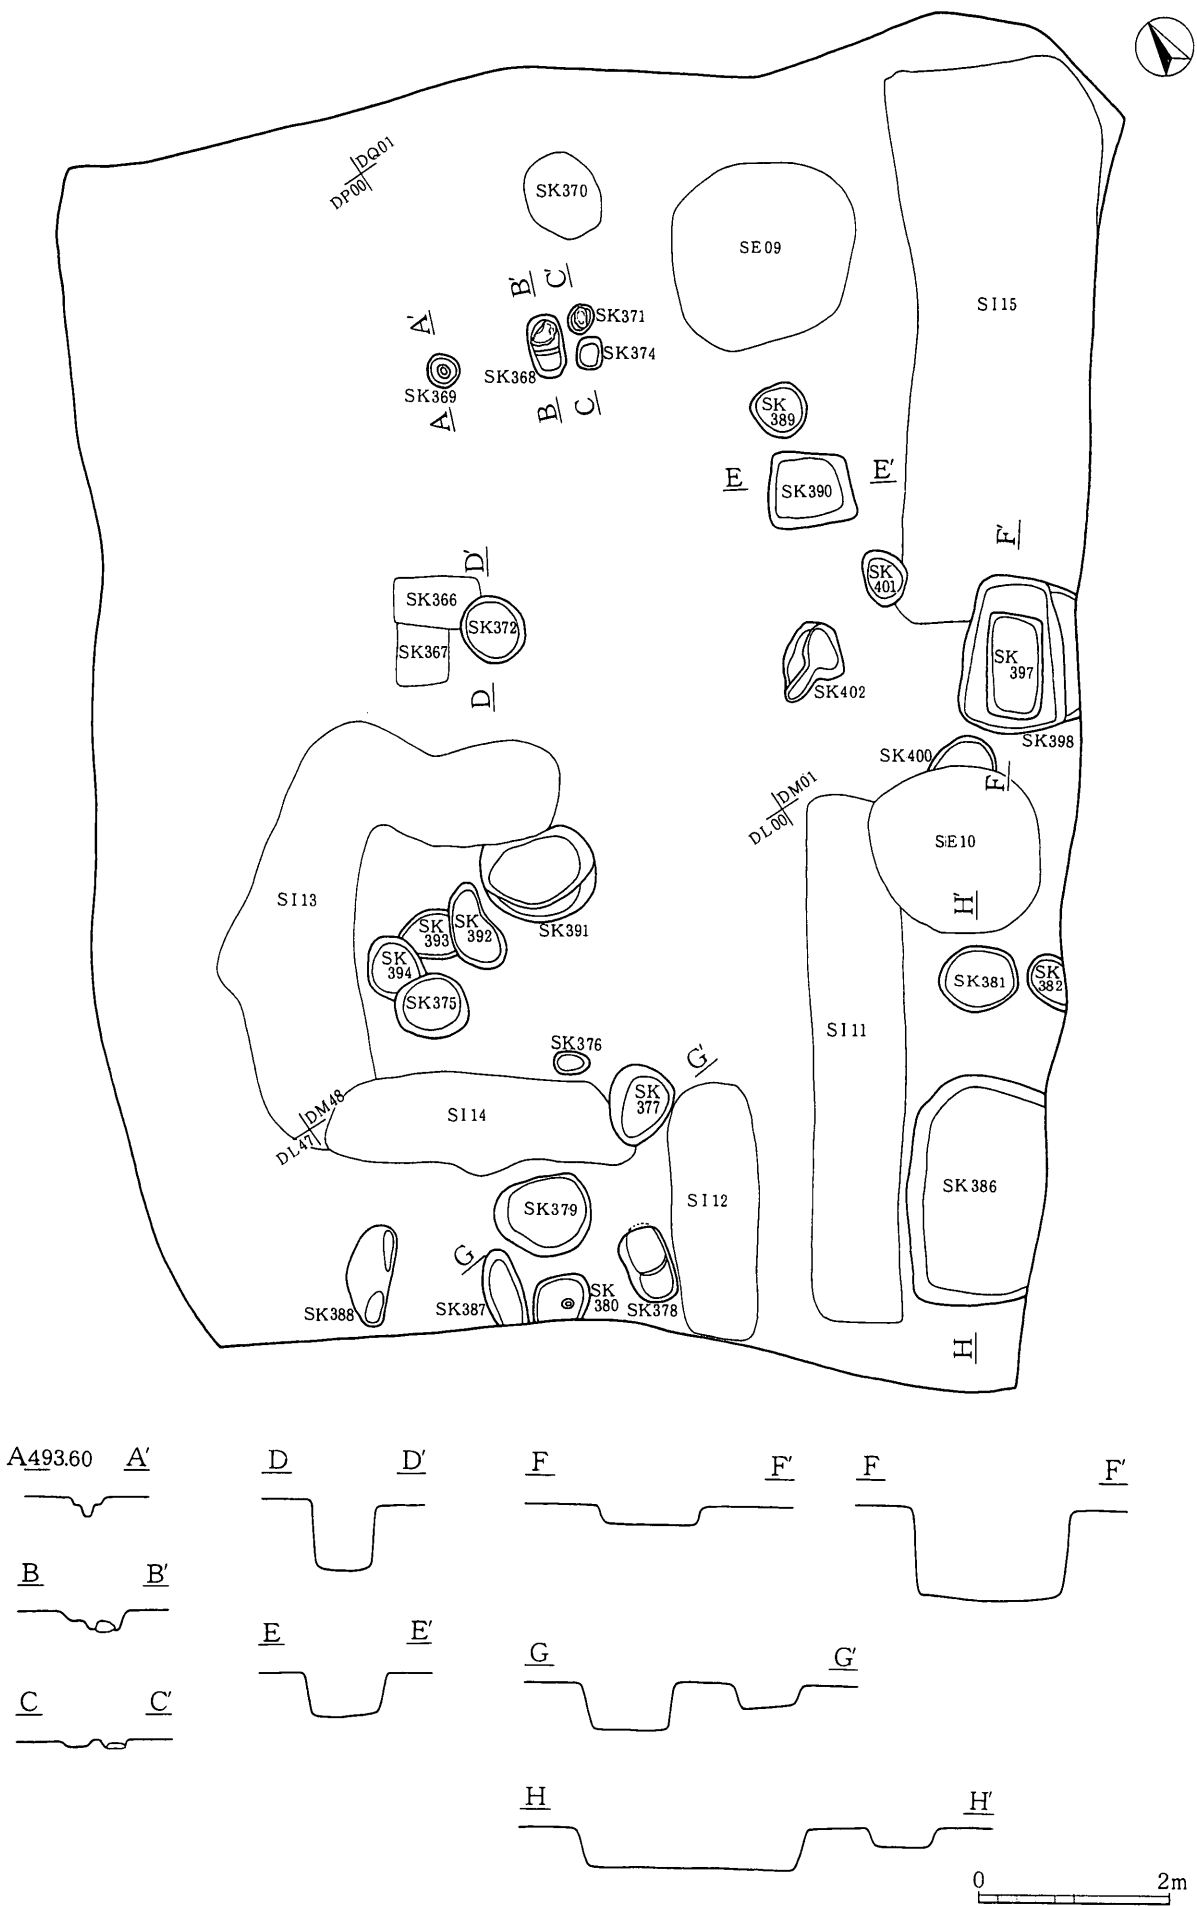 DQ01
DP00
SK370
SE09
SI15
B'
C'
A'
SK371
SK374
SK368
SK369
A
B
C
SK
389
E
E'
SK390
F'
D'
SK
401
SK366
SK372
SK367
D
SK402
SK
397
SK398
SK400
F
DM01
DL00
SE10
H'
SI13
SK391
SK
392
SK
393
SK
394
SK375
SK381
SK
382
SI11
SK376
G'
SK
377
DM48
DL47
SI14
SK386
SI12
SK379
G
SK388
SK387
SK
380
SK378
H
A493.60 A'
D D'
F F'
F F'
B B'
E E'
G G'
C C'
H H'
0 2m